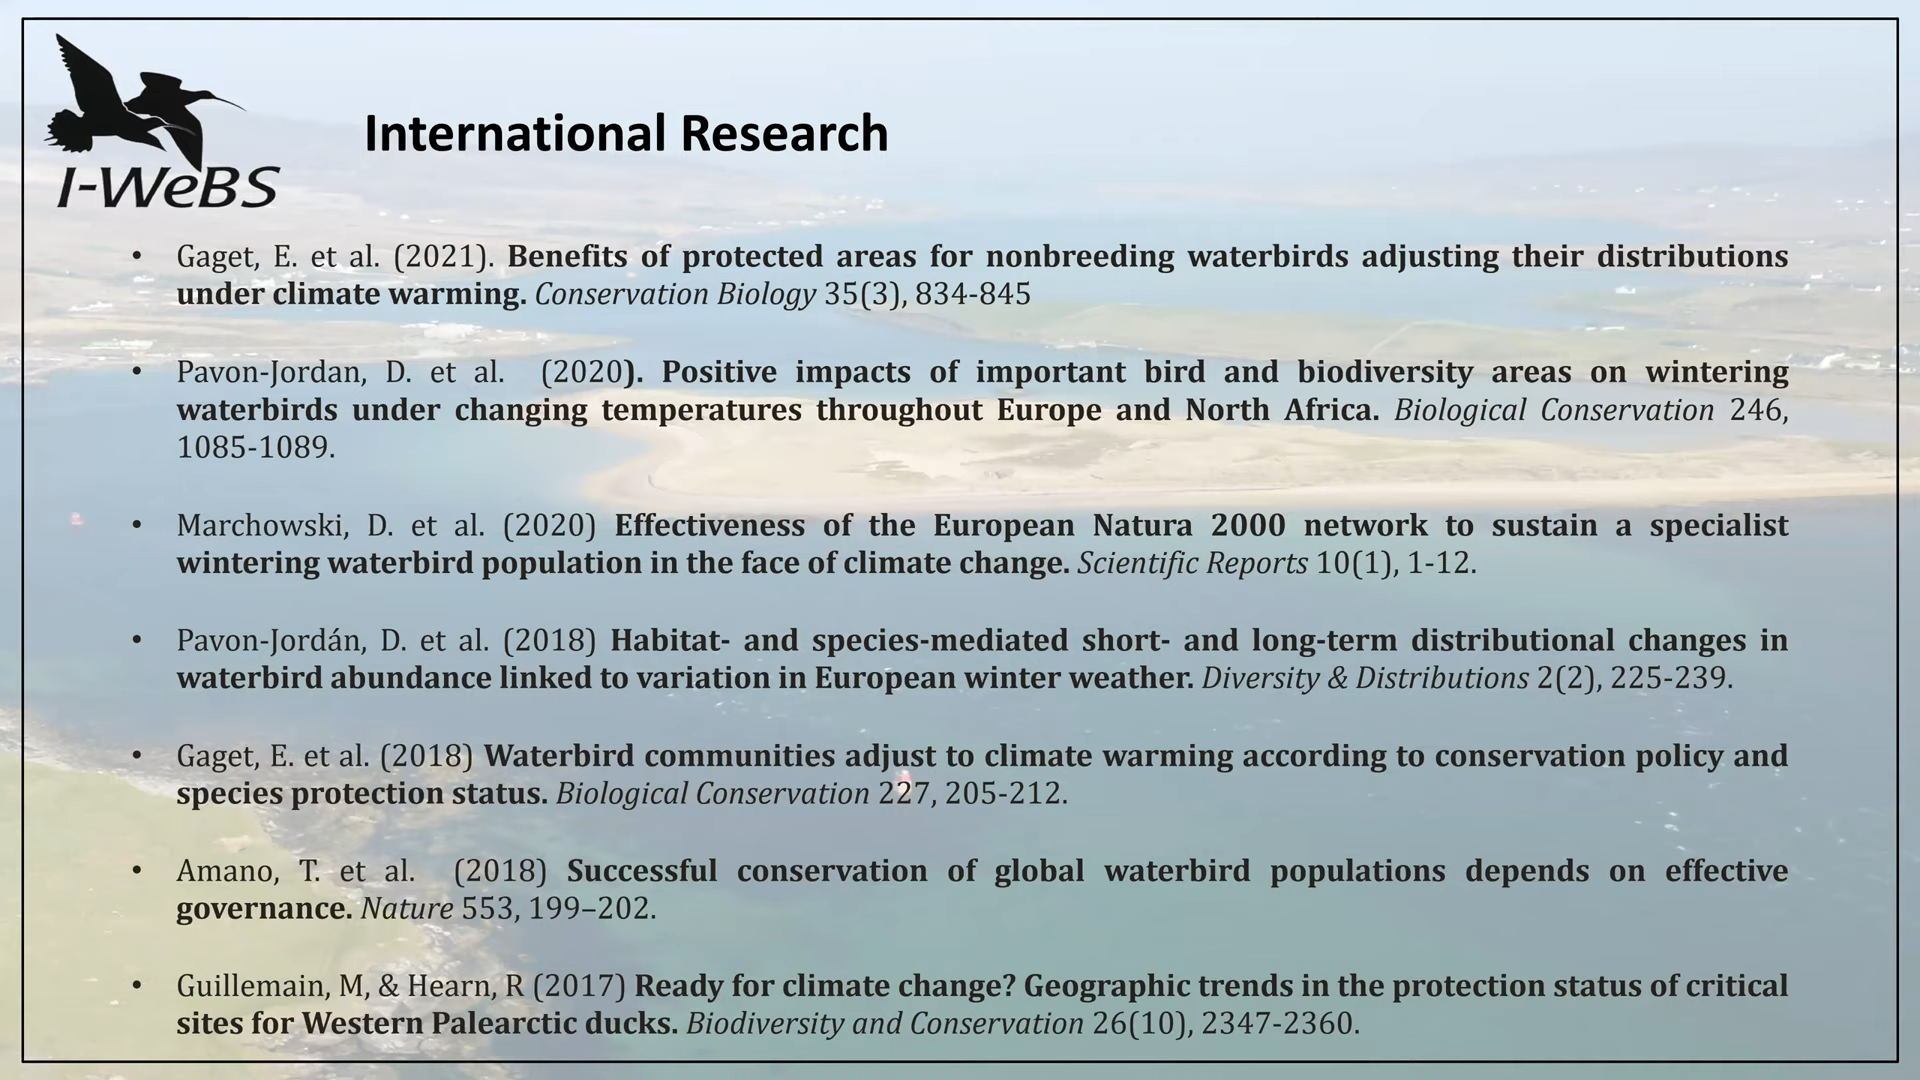 I-WeBS
International Research
• Gaget, E. et al. (2021). Benefits of protected areas for nonbreeding waterbirds adjusting their distributions
under climate warming. Conservation Biology 35(3), 834-845
• Pavon-Jordan, D. et al. (2020). Positive impacts of important bird and biodiversity areas on wintering
waterbirds under changing temperatures throughout Europe and North Africa. Biological Conservation 246,
1085-1089.
• Marchowski, D. et al. (2020) Effectiveness of the European Natura 2000 network to sustain a specialist
wintering waterbird population in the face of climate change. Scientific Reports 10(1), 1-12.
• Pavon-Jordán, D. et al. (2018) Habitat- and species-mediated short- and long-term distributional changes in
waterbird abundance linked to variation in European winter weather. Diversity & Distributions 2(2), 225-239.
• Gaget, E. et al. (2018) Waterbird communities adjust to climate warming according to conservation policy and
species protection status. Biological Conservation 227, 205-212.
• Amano, T. et al. (2018) Successful conservation of global waterbird populations depends on effective
governance. Nature 553, 199–202.
• Guillemain, M, & Hearn, R (2017) Ready for climate change? Geographic trends in the protection status of critical
sites for Western Palearctic ducks. Biodiversity and Conservation 26(10), 2347-2360.